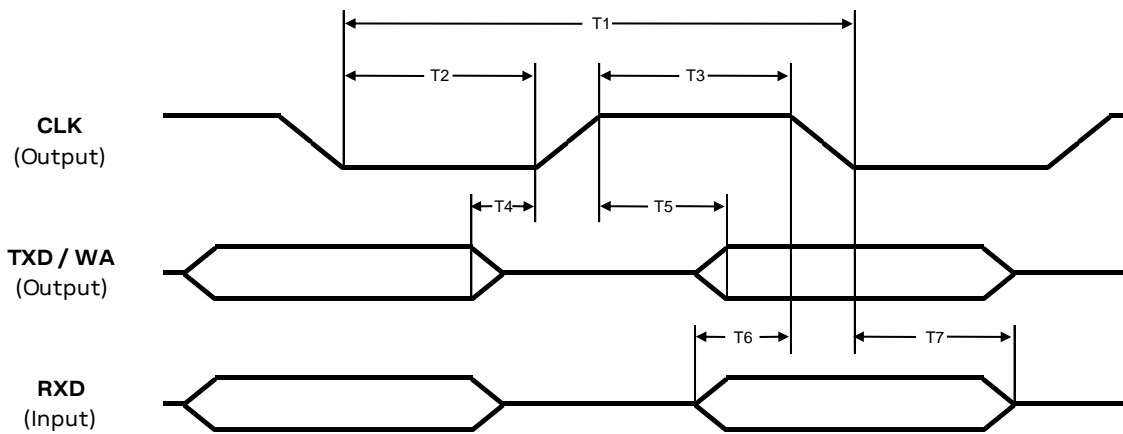 T1
T2
T3
CLK
(Output)
T4
T5
TXD / WA
(Output)
T6
T7
RXD
(Input)